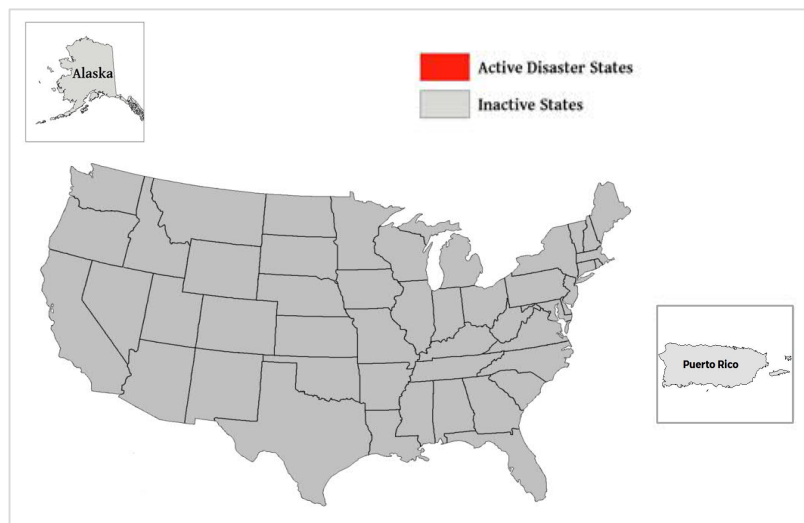 Alaska
Active Disaster States
Inactive States
Puerto Rico